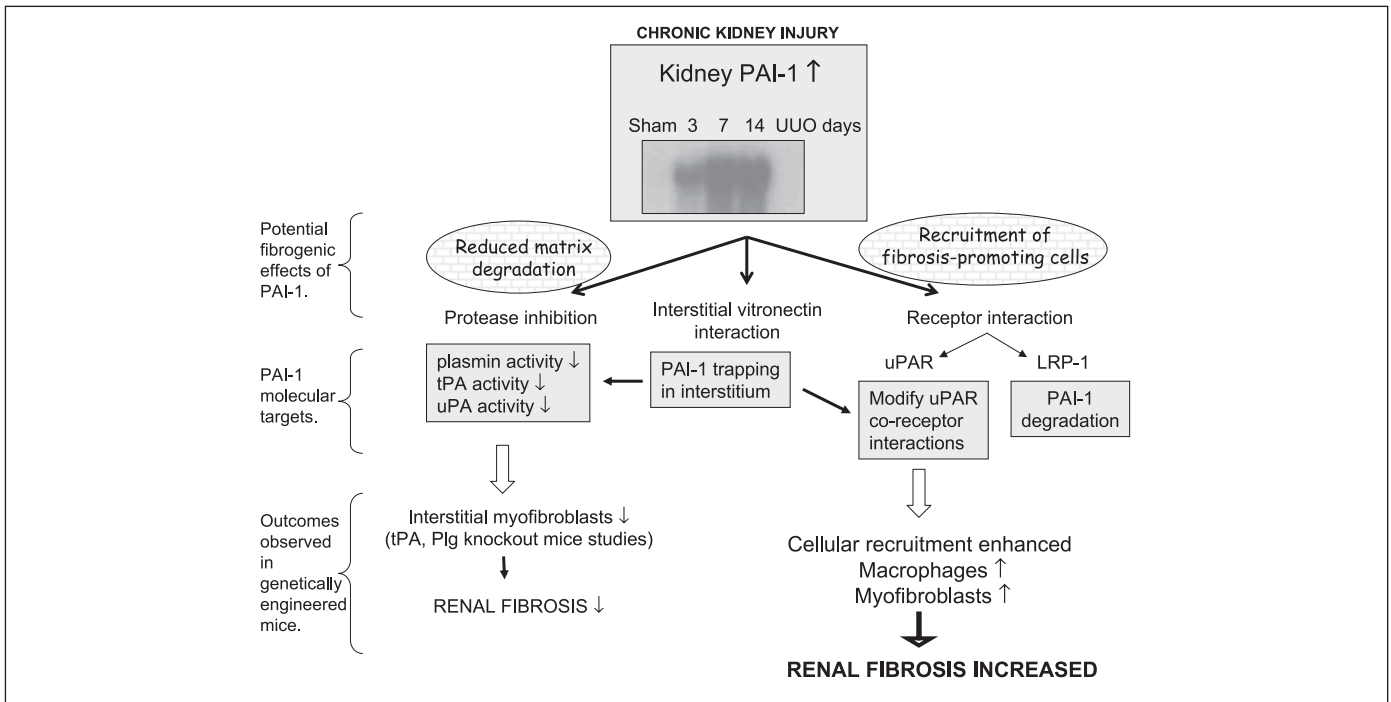 CHRONIC KIDNEY INJURY
Kidney PAI-1 ↑
Sham 3 7 14 UUO days
Potential
fibrogenic
effects of
PAI-1.
Reduced matrix
degradation
Recruitment of
fibrosis-promoting cells
Protease inhibition
Interstitial vitronectin
interaction
Receptor interaction
uPAR
LRP-1
PAI-1
molecular
targets.
plasmin activity ↓
tPA activity ↓
uPA activity ↓
PAI-1 trapping
in interstitium
Modify uPAR
co-receptor
interactions
PAI-1
degradation
Outcomes
observed
in
genetically
engineered
mice.
Interstitial myofibroblasts ↓
(tPA, Plg knockout mice studies)
RENAL FIBROSIS ↓
Cellular recruitment enhanced
Macrophages ↑
Myofibroblasts ↑
RENAL FIBROSIS INCREASED